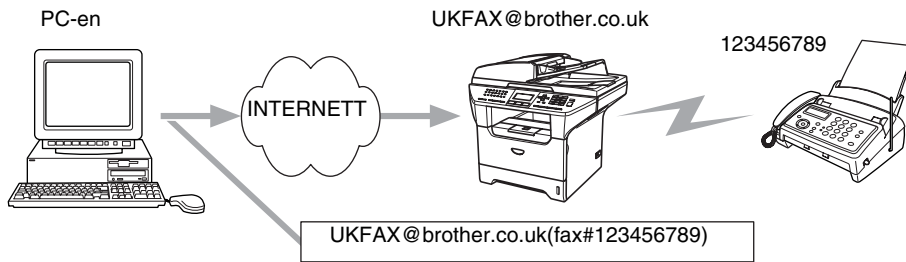 PC-en
UKFAX@brother.co.uk
123456789
INTERNETT
UKFAX@brother.co.uk(fax#123456789)